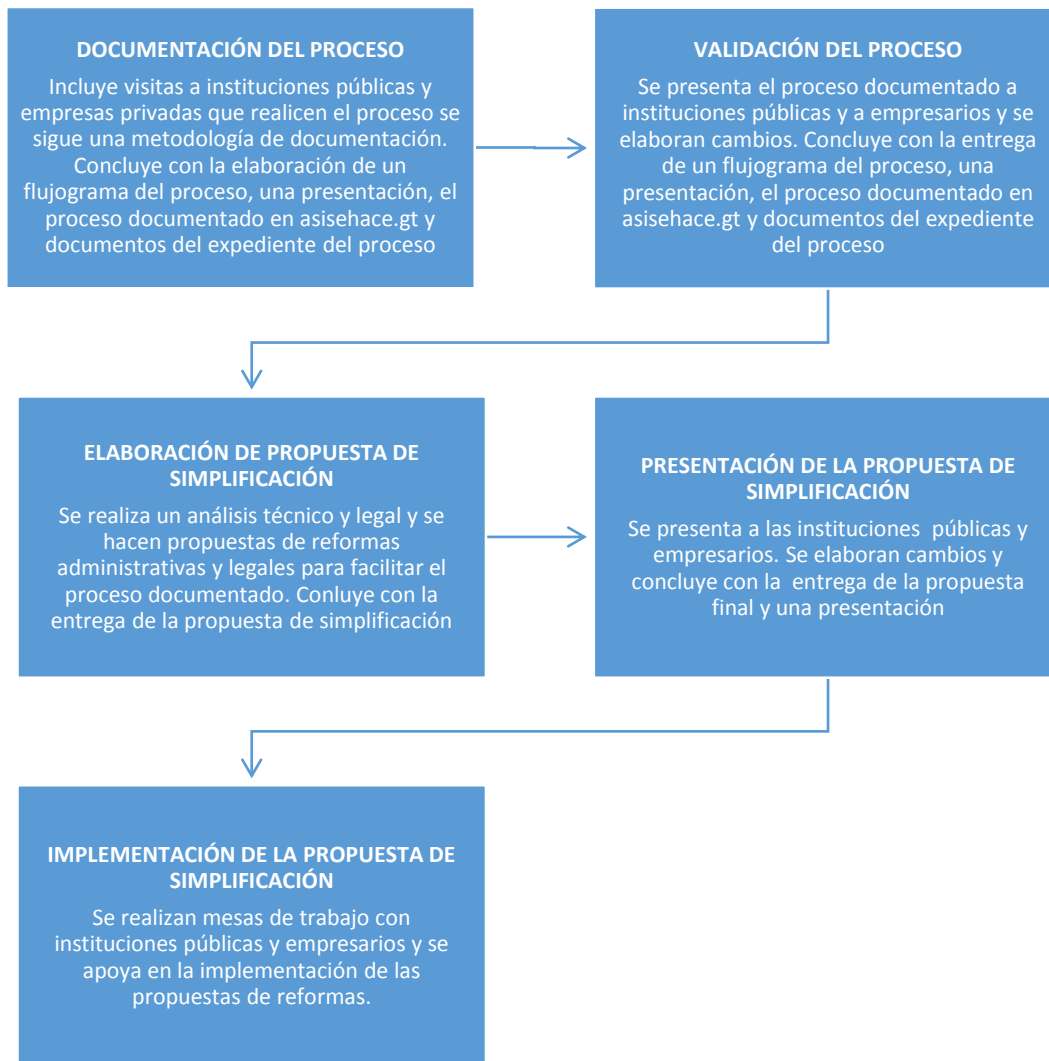 DOCUMENTACIÓN DEL PROCESO
Incluye visitas a instituciones públicas y
empresas privadas que realicen el proceso se
sigue una metodología de documentación.
Concluye con la elaboración de un
flujograma del proceso, una presentación, el
proceso documentado en asisehace.gt y
documentos del expediente del proceso
VALIDACIÓN DEL PROCESO
Se presenta el proceso documentado a
instituciones públicas y a empresarios y se
elaboran cambios. Concluye con la entrega
de un flujograma del proceso, una
presentación, el proceso documentado en
asisehace.gt y documentos del expediente
del proceso
ELABORACIÓN DE PROPUESTA DE
SIMPLIFICACIÓN
Se realiza un análisis técnico y legal y se
hacen propuestas de reformas
administrativas y legales para facilitar el
proceso documentado. Conluye con la
entrega de la propuesta de simplificación
PRESENTACIÓN DE LA PROPUESTA DE
SIMPLIFICACIÓN
Se presenta a las instituciones públicas y
empresarios. Se elaboran cambios y
concluye con la entrega de la propuesta
final y una presentación
IMPLEMENTACIÓN DE LA PROPUESTA DE
SIMPLIFICACIÓN
Se realizan mesas de trabajo con
instituciones públicas y empresarios y se
apoya en la implementación de las
propuestas de reformas.